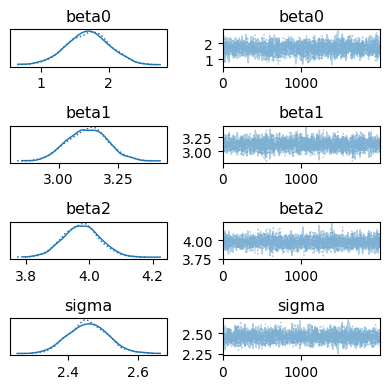 beta0 beta0
2
1
1 2 0 1000
beta1 beta1
3.25
3.00
3.00 3.25 0 1000
beta2 beta2
4.00
3.75
3.8 4.0 4.2 0 1000
sigma sigma
2.50
2.25
2.4 2.6 0 1000